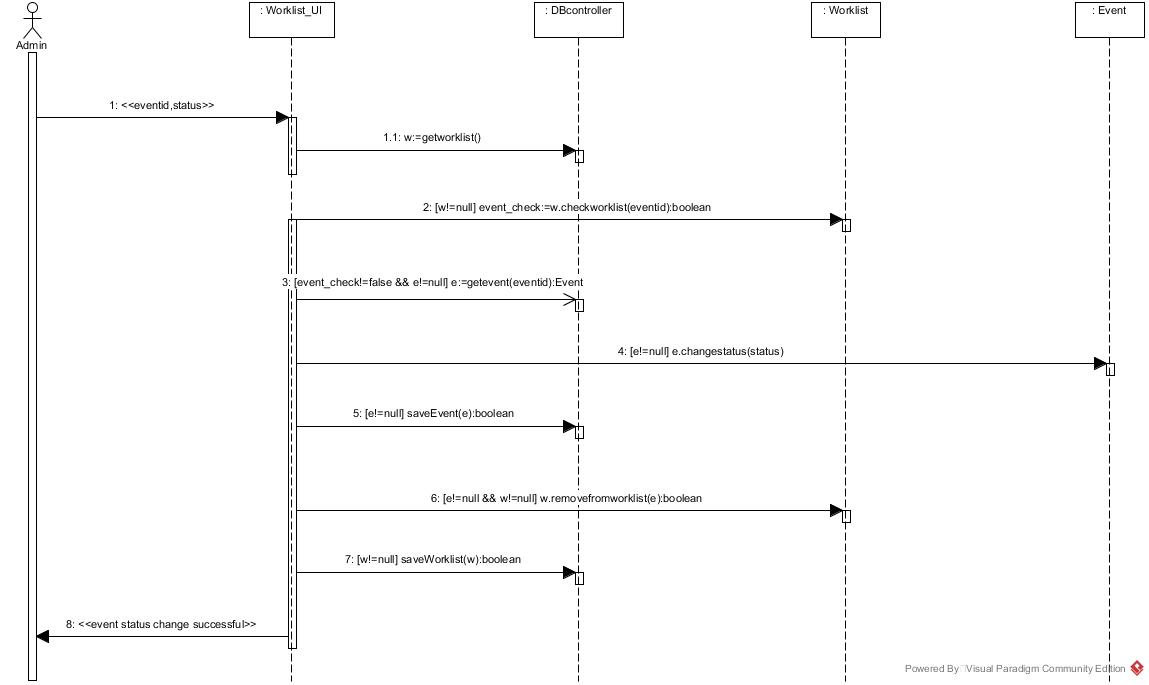 : Worklist_UI
: DBcontroller
: Worklist
: Event
Admin
1: <<eventid,status>>
1.1: w:=getworklist()
2: [w!=null] event_check:=w.checkworklist(eventid):boolean
3: [event_check!=false && e!=null] e:=getevent(eventid):Event
4: [e!=null] e.changestatus(status)
5: [e!=null] saveEvent(e):boolean
6: [e!=null && w!=null] w.removefromworklist(e):boolean
7: [w!=null] saveWorklist(w):boolean
8: <<event status change successful>>
Powered By Visual Paradigm Community Edition